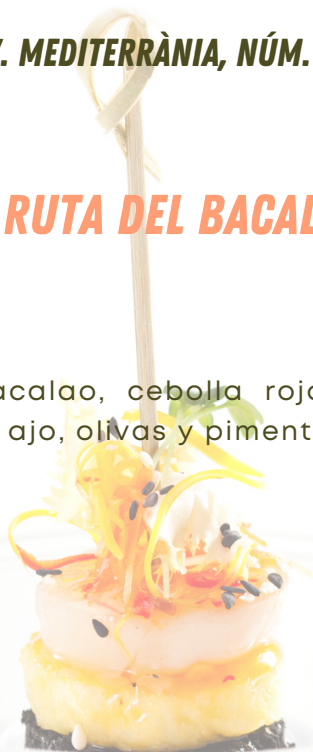 . MEDITERRÀNIA, NÚM.
RUTA DEL BACAL
acalao, cebolla roja
ajo, olivas y piment